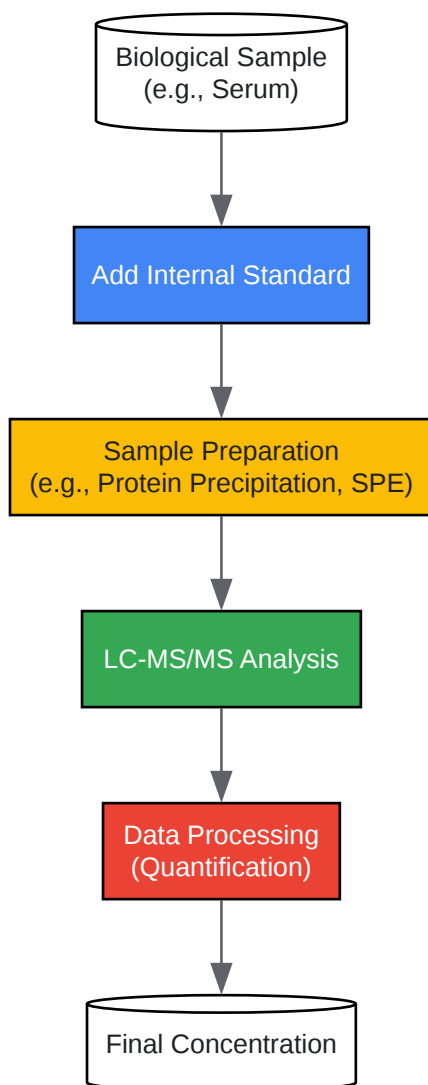 Biological Sample
(e.g., Serum)
Add Internal Standard
Sample Preparation
(e.g., Protein Precipitation, SPE)
LC-MS/MS Analysis
Data Processing
(Quantification)
Final Concentration